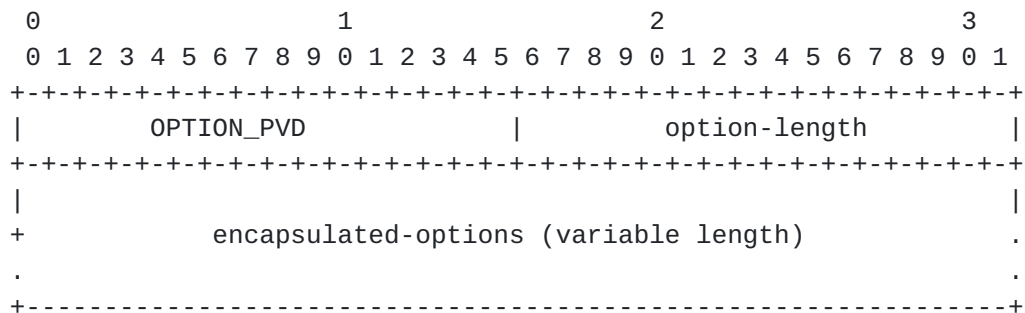 0                   1                   2                   3
 0 1 2 3 4 5 6 7 8 9 0 1 2 3 4 5 6 7 8 9 0 1 2 3 4 5 6 7 8 9 0 1
+-+-+-+-+-+-+-+-+-+-+-+-+-+-+-+-+-+-+-+-+-+-+-+-+-+-+-+-+-+-+-+-+
|        OPTION_PVD             |         option-length         |
+-+-+-+-+-+-+-+-+-+-+-+-+-+-+-+-+-+-+-+-+-+-+-+-+-+-+-+-+-+-+-+-+
|                                                               |
+            encapsulated-options (variable length)             .
.                                                               .
+---------------------------------------------------------------+